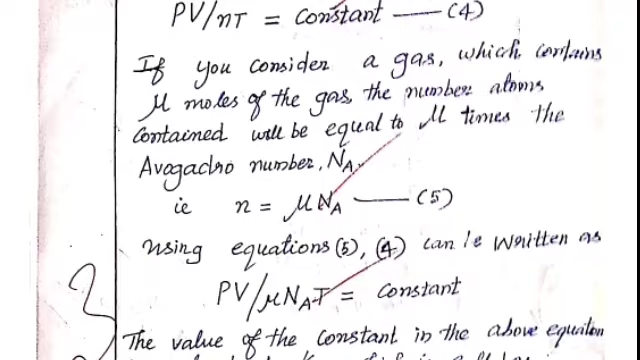 PV/nT = Constant —— (4)
If you consider a gas, which contains
μ moles of the gas, the number atoms
contained will be equal to μ times the
Avagadro number, NA.
ie n = μNA —— (5)
Using equations (5), (4) can be written as
PV/μNAT = constant
3
The value of the constant in the above equation